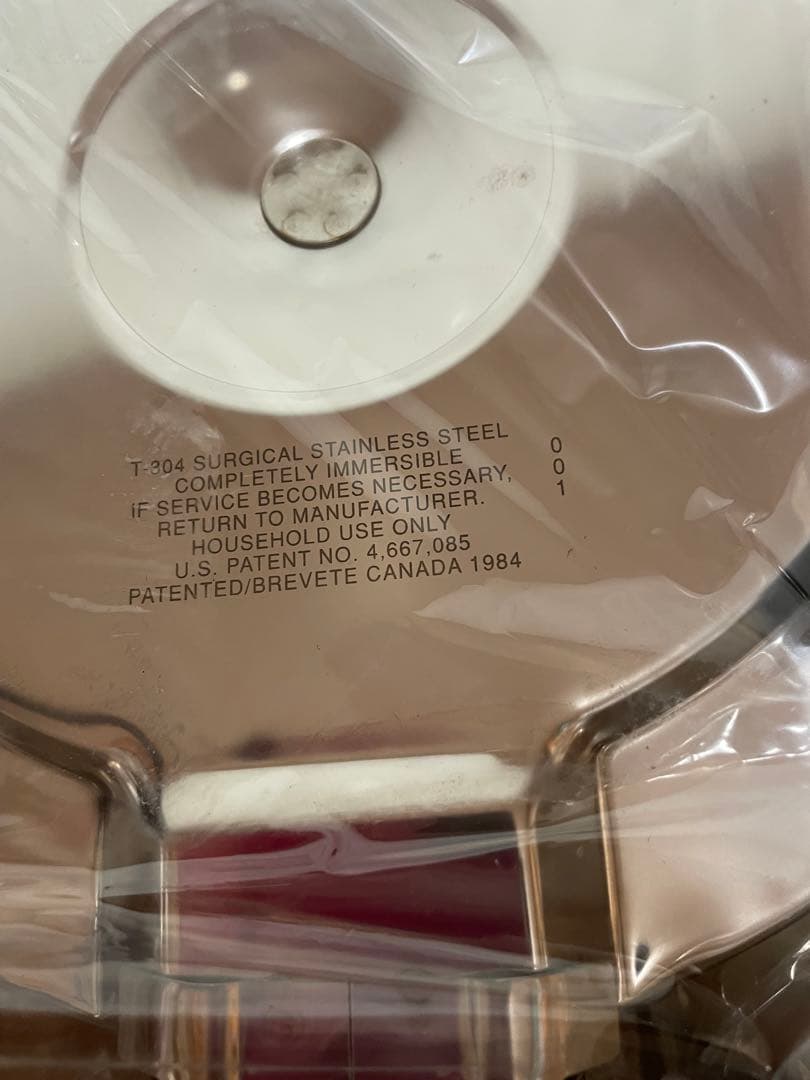 T-304 SURGICAL STAINLESS STEEL
COMPLETELY IMMERSIBLE
IF SERVICE BECOMES NECESSARY,
RETURN TO MANUFACTURER.
HOUSEHOLD USE ONLY
U.S. PATENT NO. 4,667,085
PATENTED/BREVETE CANADA 1984
0
0
1